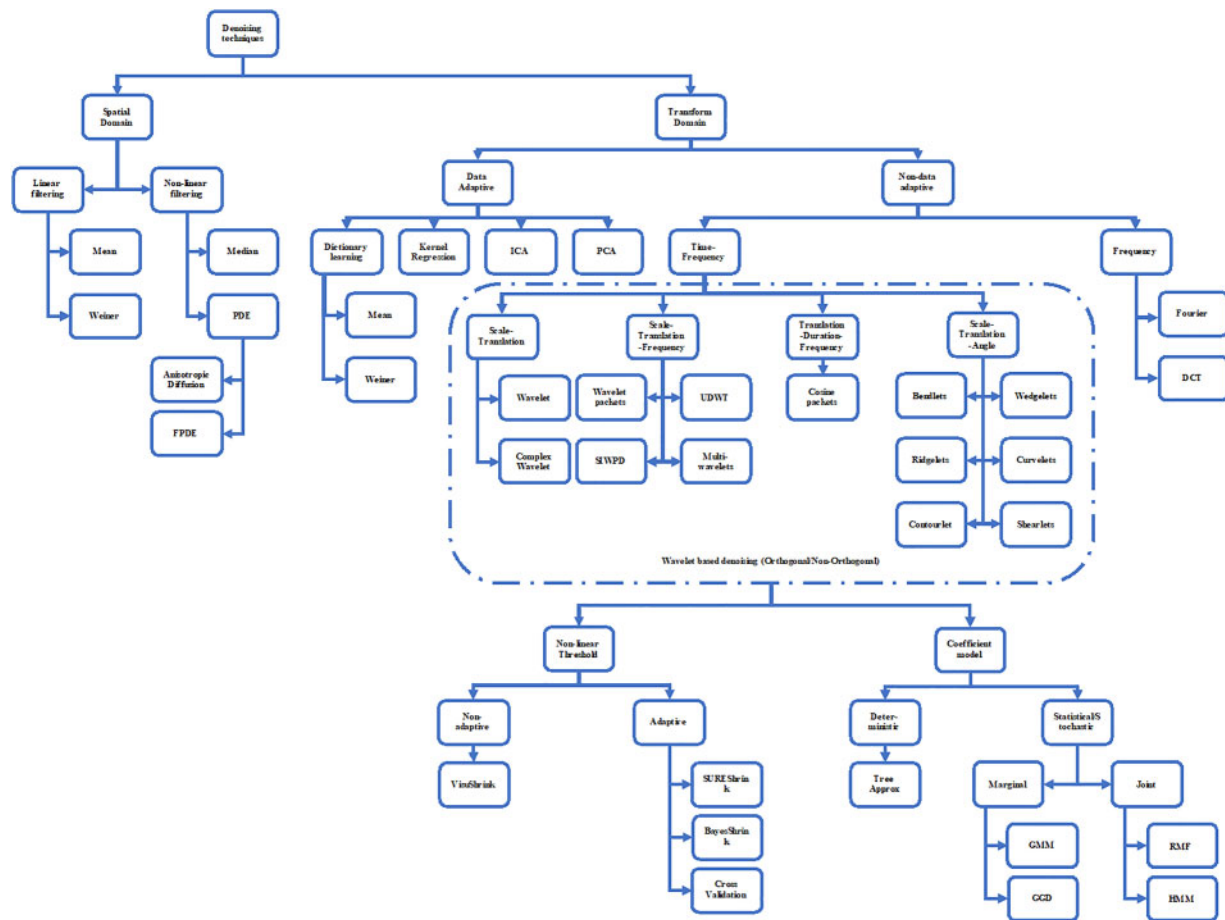 Denoising
techniques
Spatial
Domain
Transform
Domain
Linear
filtering
Non-linear
filtering
Data
Adaptive
Non-data
adaptive
Mean
Median
Dictionary
learning
Kernel
Regression
ICA
PCA
Time-
Frequency
Frequency
Weiner
PDE
Mean
Scale-
Translation
Scale-
Translation
-Frequency
Translation
-Duration-
Frequency
Scale-
Translation
-Angle
Fourier
Anisotropic
Diffusion
Weiner
Wavelet
Wavelet
packets
UDWT
Cosine
packets
Bendlets
Wedgelets
DCT
FPDE
Complex
Wavelet
SIWPD
Multi-
wavelets
Ridgelets
Curvelets
Contourlet
Shearlets
Wavelet based denoising (Orthogonal/Non-Orthogonal)
Non-linear
Threshold
Coefficient
model
Non-
adaptive
Adaptive
Deter-
ministic
Statistical/S
tochastic
VisuShrink
SUREShrin
k
Tree
Approx
Marginal
Joint
BayesShrin
k
GMM
RMF
Cross
Validation
GGD
HMM